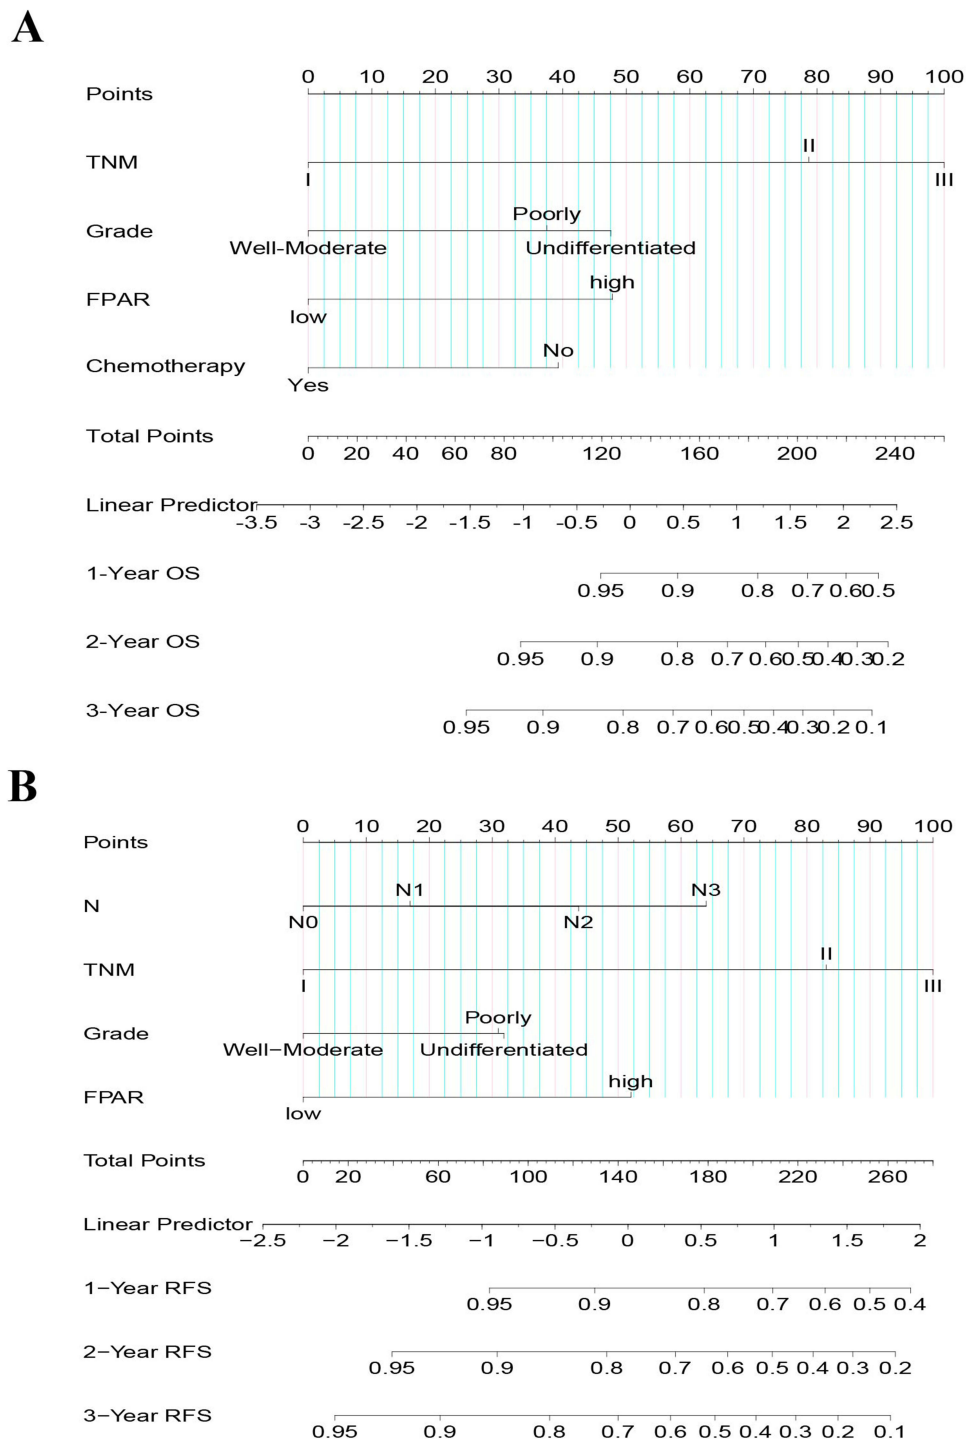 A
0 10 20 30 40 50 60 70 80 90 100
Points
II
TNM
I III
Poorly
Grade
Well-Moderate Undifferentiated
high
FPAR
low
No
Chemotherapy
Yes
Total Points
0 20 40 60 80 120 160 200 240
Linear Predictor
-3.5 -3 -2.5 -2 -1.5 -1 -0.5 0 0.5 1 1.5 2 2.5
1-Year OS
0.95 0.9 0.8 0.7 0.6 0.5
2-Year OS
0.95 0.9 0.8 0.7 0.6 0.5 0.4 0.3 0.2
3-Year OS
0.95 0.9 0.8 0.7 0.6 0.5 0.4 0.3 0.2 0.1
B
0 10 20 30 40 50 60 70 80 90 100
Points
N1 N3
N
N0 N2
II
TNM
I III
Poorly
Grade
Well−Moderate Undifferentiated
high
FPAR
low
Total Points
0 20 60 100 140 180 220 260
Linear Predictor
−2.5 −2 −1.5 −1 −0.5 0 0.5 1 1.5 2
1−Year RFS
0.95 0.9 0.8 0.7 0.6 0.5 0.4
2−Year RFS
0.95 0.9 0.8 0.7 0.6 0.5 0.4 0.3 0.2
3−Year RFS
0.95 0.9 0.8 0.7 0.6 0.5 0.4 0.3 0.2 0.1